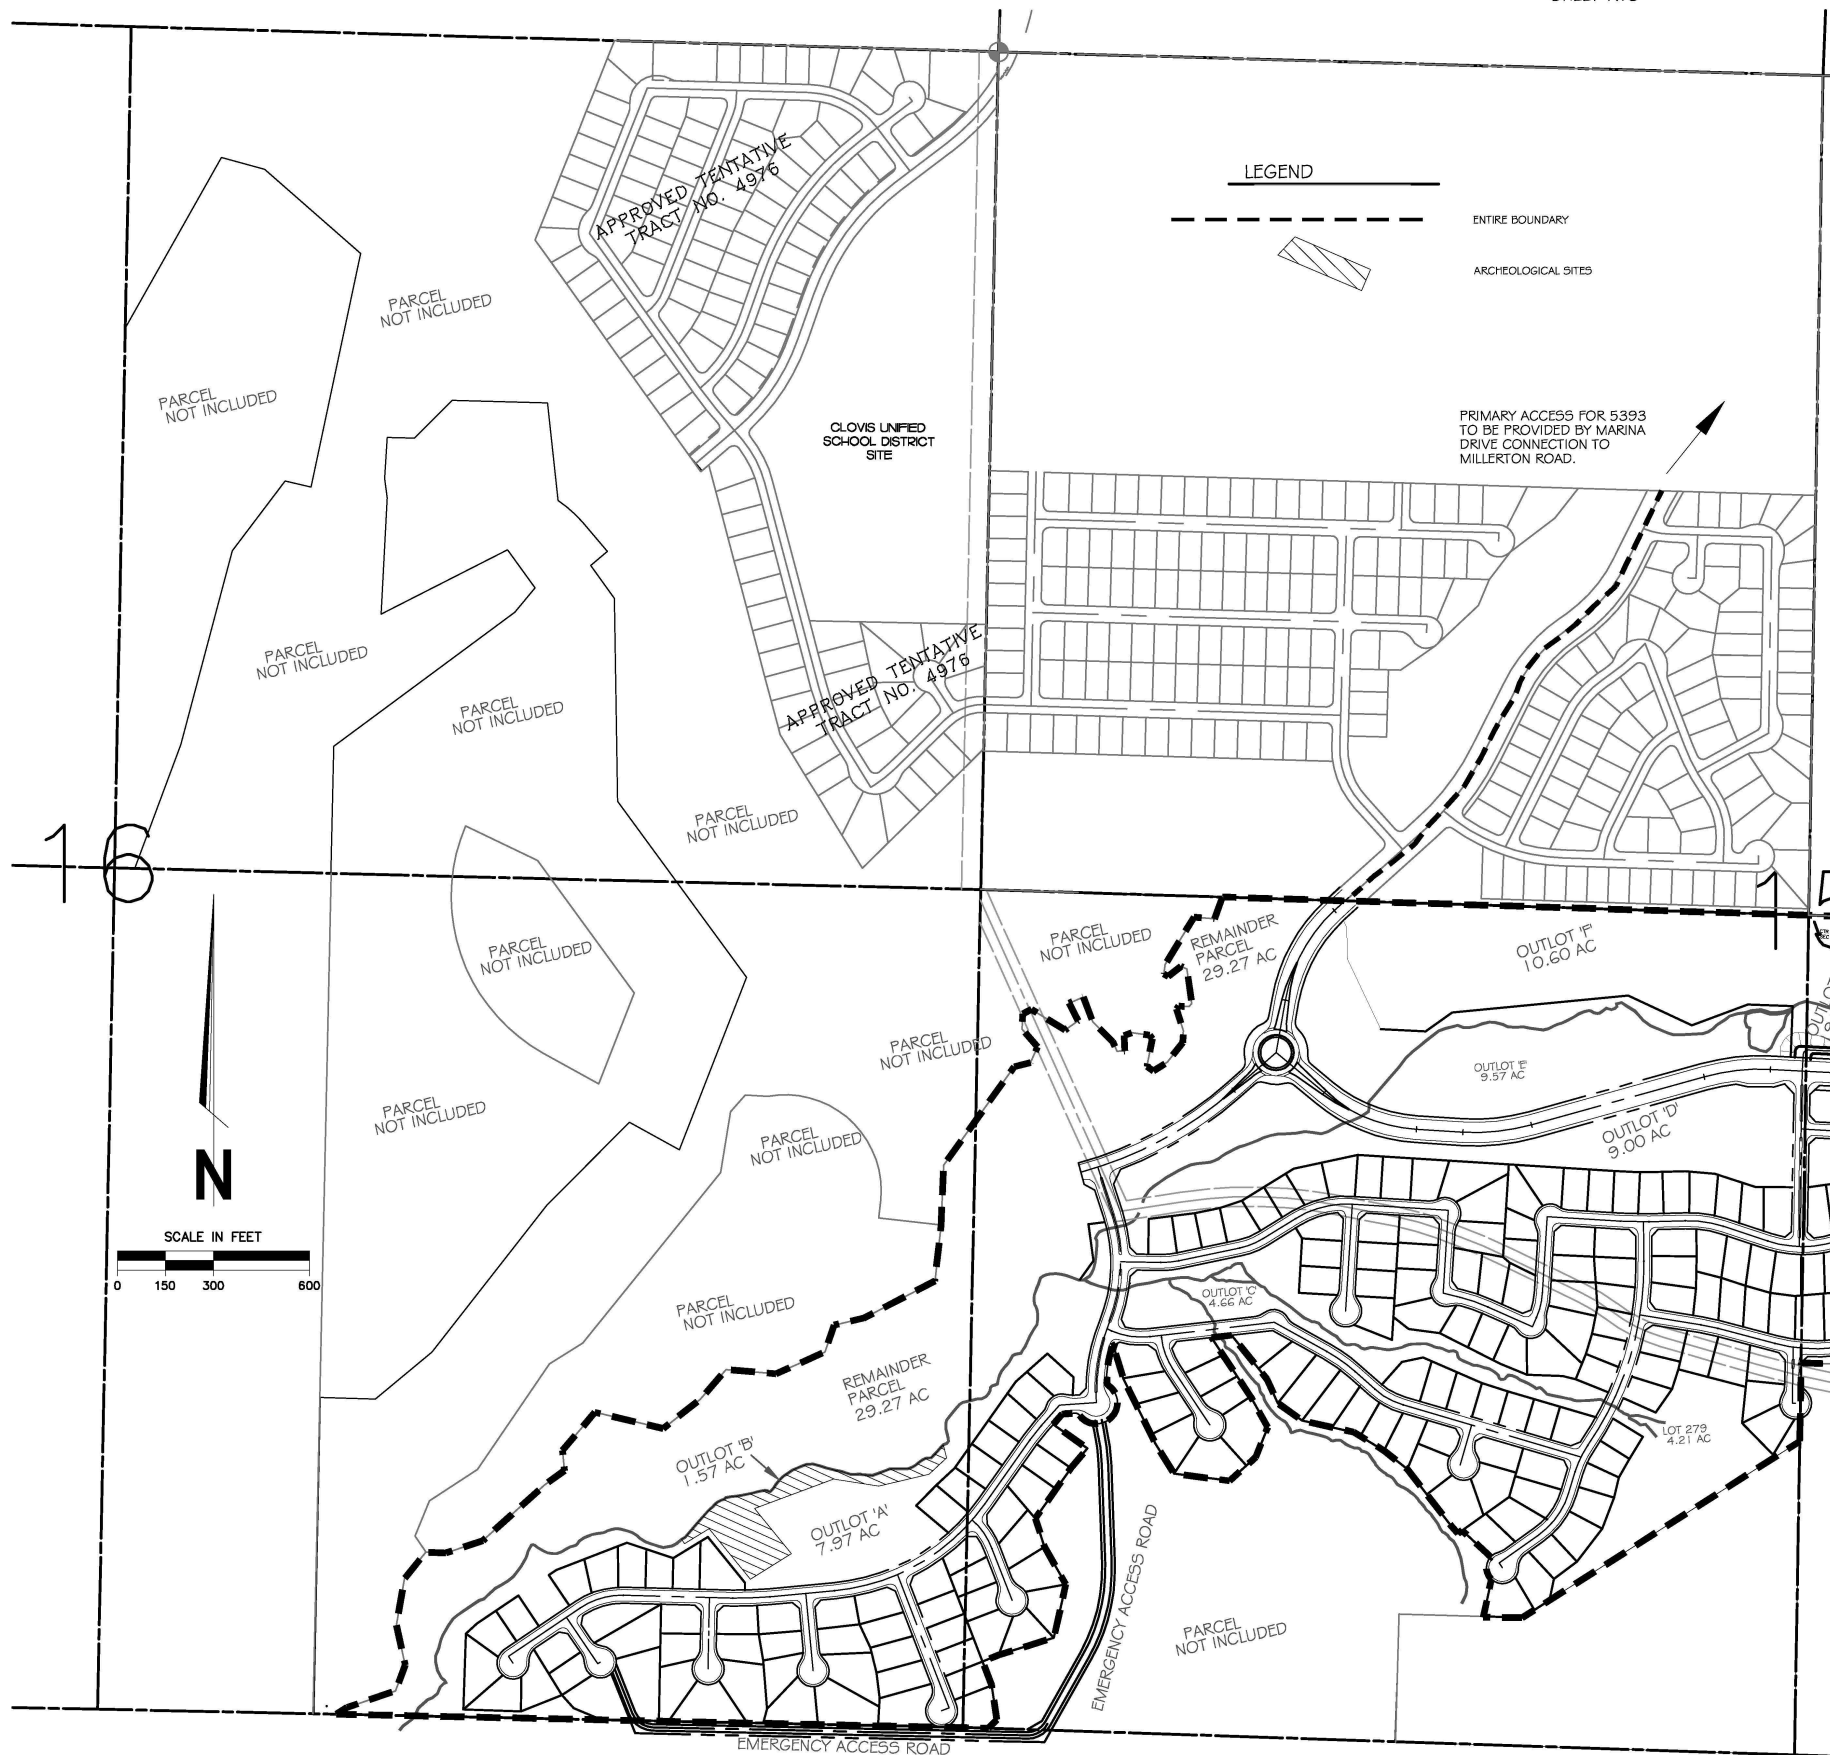 LEGEND
ENTIRE BOUNDARY
ARCHEOLOGICAL SITES
APPROVED TENTATIVE
TRACT NO. 4976
PARCEL
NOT INCLUDED
PARCEL
NOT INCLUDED
CLOVIS UNIFIED
SCHOOL DISTRICT
SITE
PRIMARY ACCESS FOR 5393
TO BE PROVIDED BY MARINA
DRIVE CONNECTION TO
MILLERTON ROAD.
PARCEL
NOT INCLUDED
APPROVED TENTATIVE
TRACT NO. 4976
PARCEL
NOT INCLUDED
PARCEL
NOT INCLUDED
16
PARCEL
NOT INCLUDED
PARCEL
NOT INCLUDED
REMAINDER
PARCEL
29.27 AC
OUTLOT 'F'
10.60 AC
15
PARCEL
NOT INCLUDED
OUTLOT 'E'
9.57 AC
PARCEL
NOT INCLUDED
PARCEL
NOT INCLUDED
OUTLOT 'D'
9.00 AC
N
SCALE IN FEET
0 150 300 600
OUTLOT 'C'
4.66 AC
PARCEL
NOT INCLUDED
REMAINDER
PARCEL
29.27 AC
OUTLOT 'B'
1.57 AC
LOT 279
4.21 AC
OUTLOT 'A'
7.97 AC
EMERGENCY ACCESS ROAD
PARCEL
NOT INCLUDED
EMERGENCY ACCESS ROAD